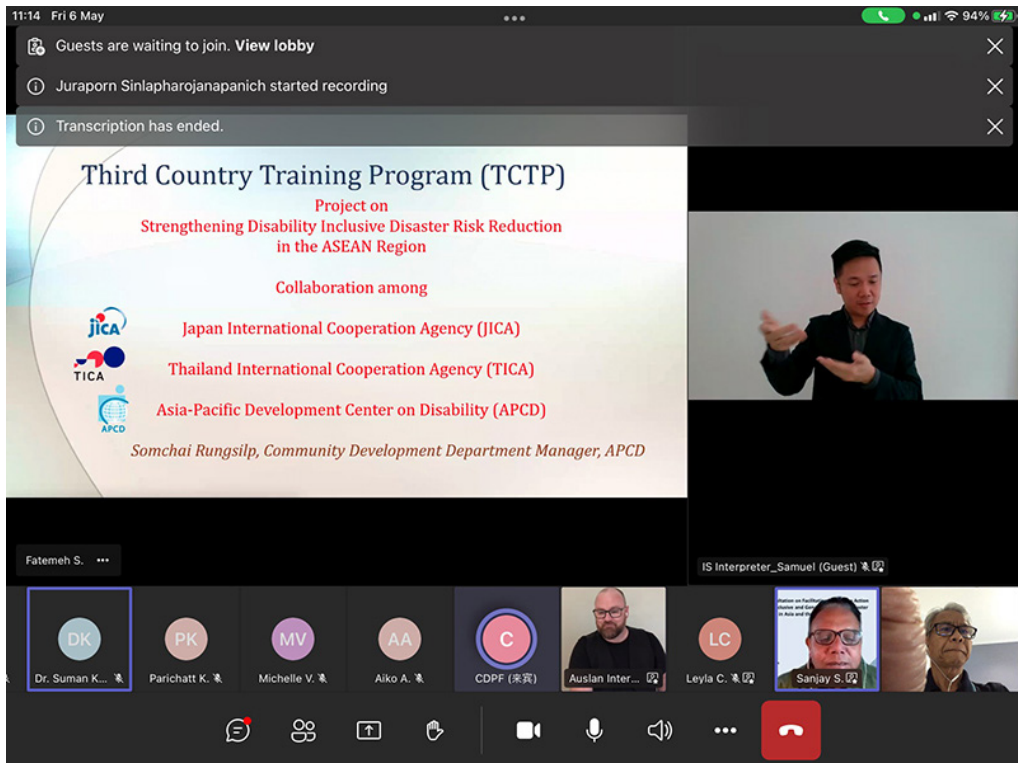 11:14 Fri 6 May
94%
Guests are waiting to join. View lobby
Juraporn Sinlapharojanapanich started recording
Transcription has ended.
Third Country Training Program (TCTP)
Project on
Strengthening Disability Inclusive Disaster Risk Reduction
in the ASEAN Region
Collaboration among
jica
Japan International Cooperation Agency (JICA)
TICA
Thailand International Cooperation Agency (TICA)
APCD
Asia-Pacific Development Center on Disability (APCD)
Somchai Rungsilp, Community Development Department Manager, APCD
Fatemeh S.
IS Interpreter_Samuel (Guest)
DK
Dr. Suman K...
PK
Parichatt K.
MV
Michelle V.
AA
Aiko A.
C
CDPF (来宾)
Auslan Inter...
LC
Leyla C.
Sanjay S.